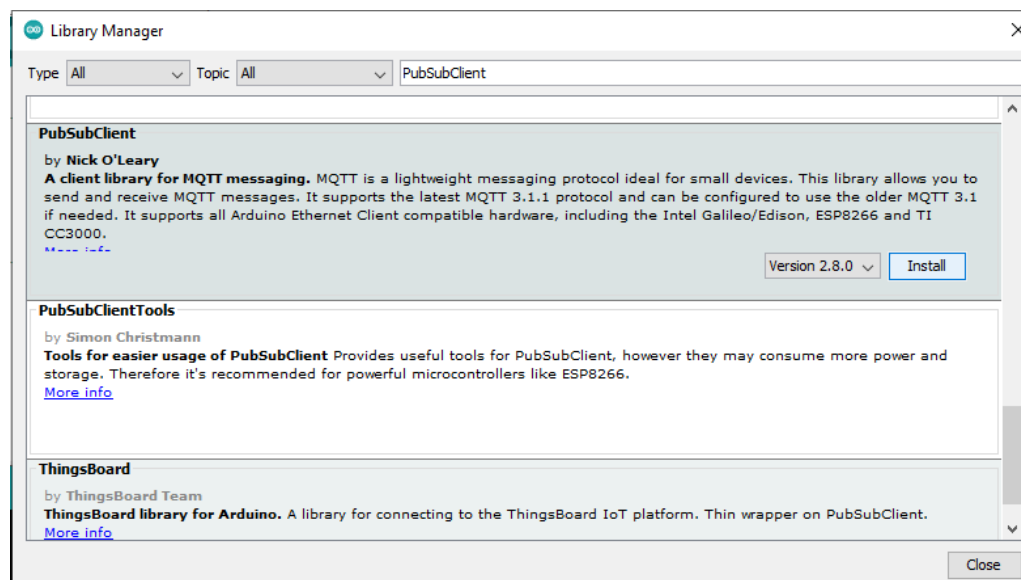 Library Manager
Type All Topic All PubSubClient
PubSubClient
by Nick O'Leary
A client library for MQTT messaging. MQTT is a lightweight messaging protocol ideal for small devices. This library allows you to
send and receive MQTT messages. It supports the latest MQTT 3.1.1 protocol and can be configured to use the older MQTT 3.1
if needed. It supports all Arduino Ethernet Client compatible hardware, including the Intel Galileo/Edison, ESP8266 and TI
CC3000.
More info
Version 2.8.0 Install
PubSubClientTools
by Simon Christmann
Tools for easier usage of PubSubClient Provides useful tools for PubSubClient, however they may consume more power and
storage. Therefore it's recommended for powerful microcontrollers like ESP8266.
More info
ThingsBoard
by ThingsBoard Team
ThingsBoard library for Arduino. A library for connecting to the ThingsBoard IoT platform. Thin wrapper on PubSubClient.
More info
Close